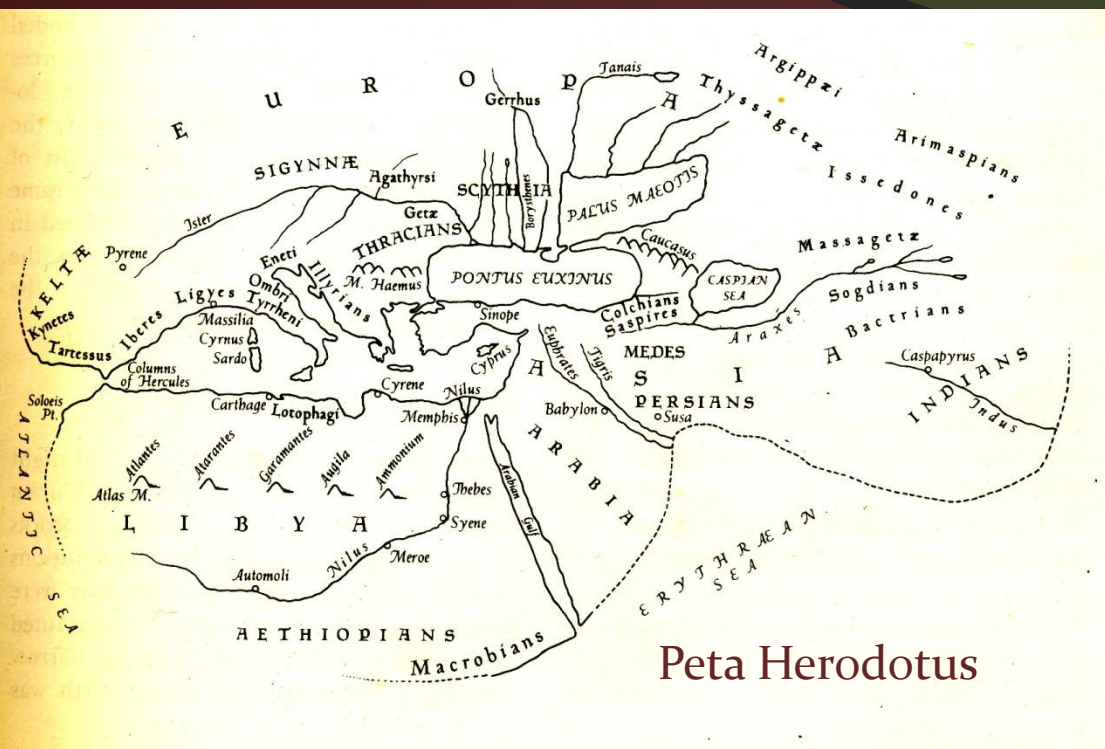 EUROPA
Tanais
Argippæi
Thyssagetæ
Gerrhus
Arimaspians
SIGYNNÆ
Agathyrsi
SCYTHIA
Issedones
Borysthenes
PALUS MAEOTIS
Getæ
THRACIANS
Ister
Pyrene
Eneti
Illyrians
M. Haemus
PONTUS EUXINUS
Caucasus
CASPIAN
SEA
Massagetæ
Sogdians
KELTÆ
Kynetes
Ligyes
Ombri
Tyrrheni
Iberes
Massilia
Sinope
Colchians
Saspires
Araxes
Bactrians
Tartessus
Cyrnus
Sardo
Cyprus
Euphrates
Tigris
MEDES
ASIA
Caspapyrus
INDIANS
Indus
Columns
of Hercules
Soloeis
Pt.
Carthage
Lotophagi
Cyrene
Nilus
Memphis
Babylon
PERSIANS
Susa
ATLANTIC SEA
Atlantes
Atarantes
Garamantes
Augila
Ammonium
ARABIA
Arabian Gulf
Atlas M.
Thebes
LIBYA
Syene
Nilus
Meroe
Automoli
ERYTHRÆAN
SEA
AETHIOPIANS
Macrobians
Peta Herodotus